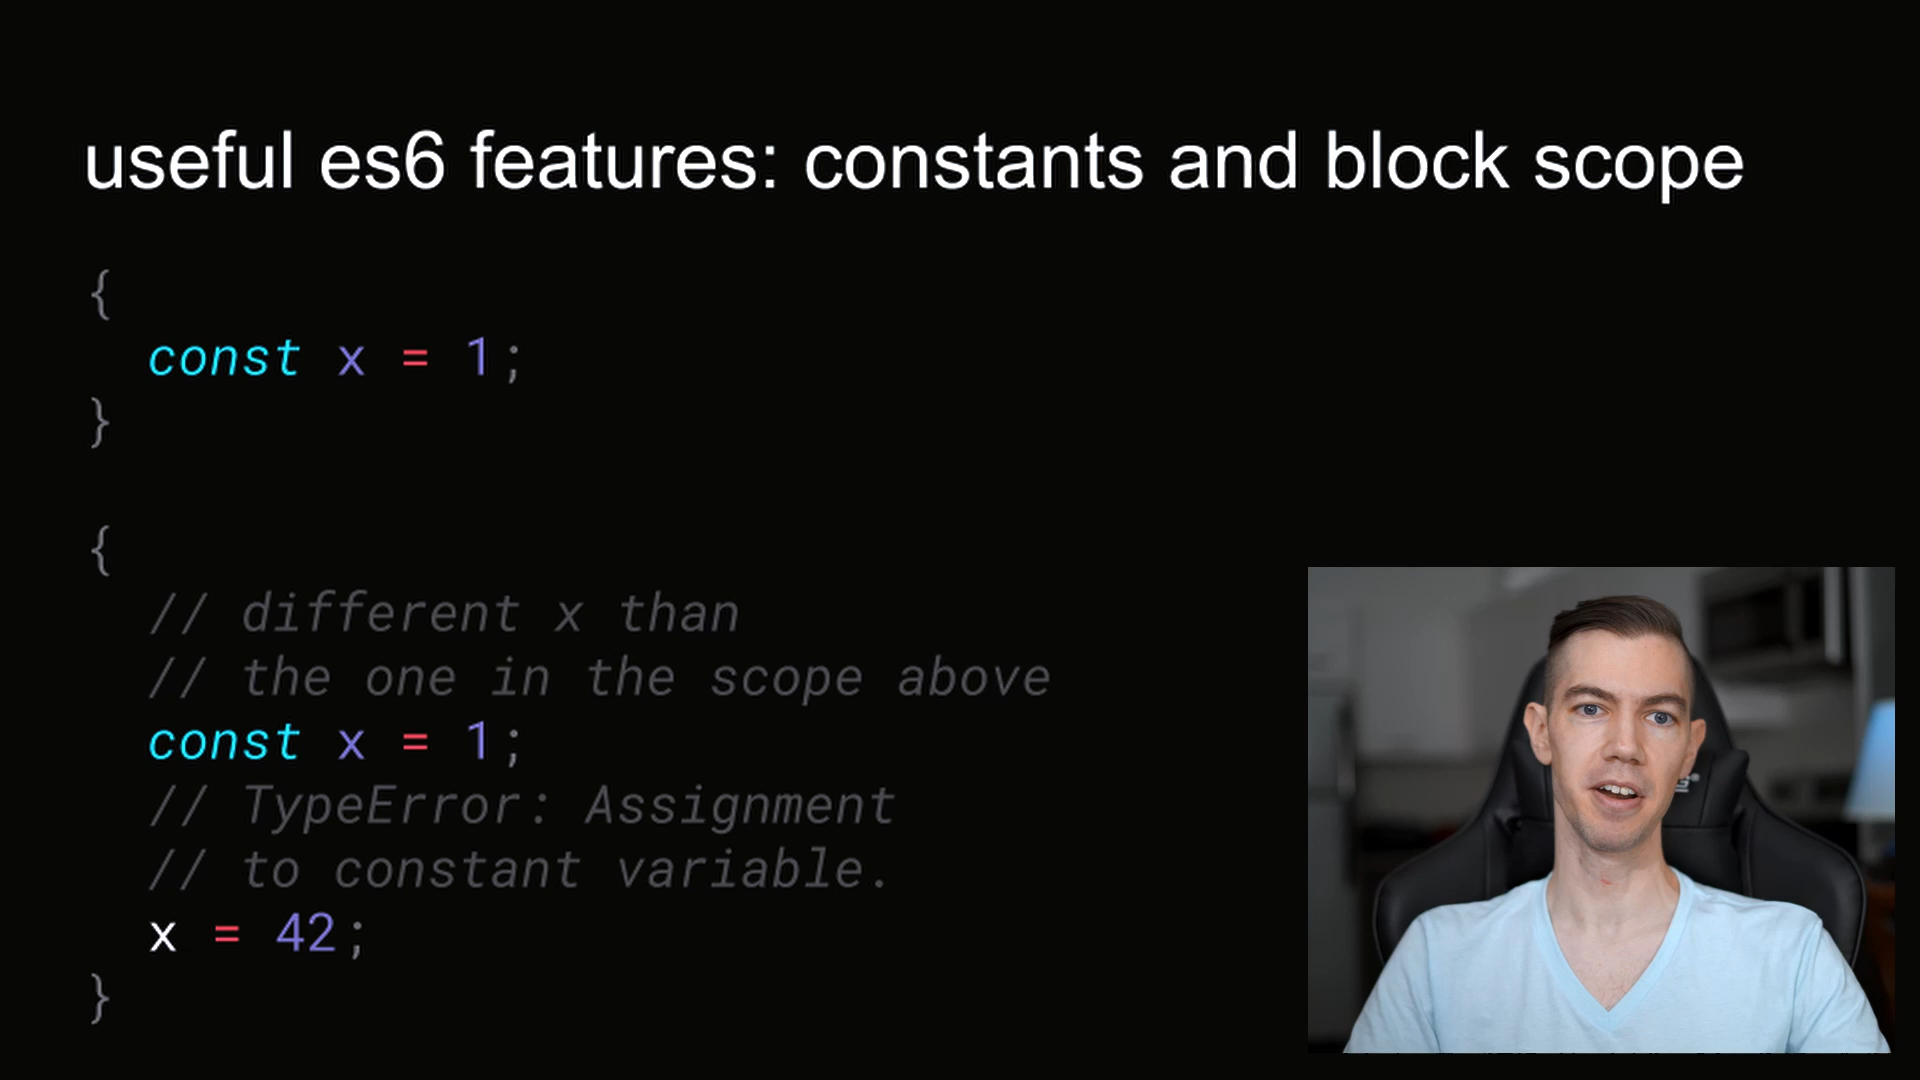 useful es6 features: constants and block scope
{
const x = 1;
}
{
// different x than
// the one in the scope above
const x = 1;
// TypeError: Assignment
// to constant variable.
x = 42;
}